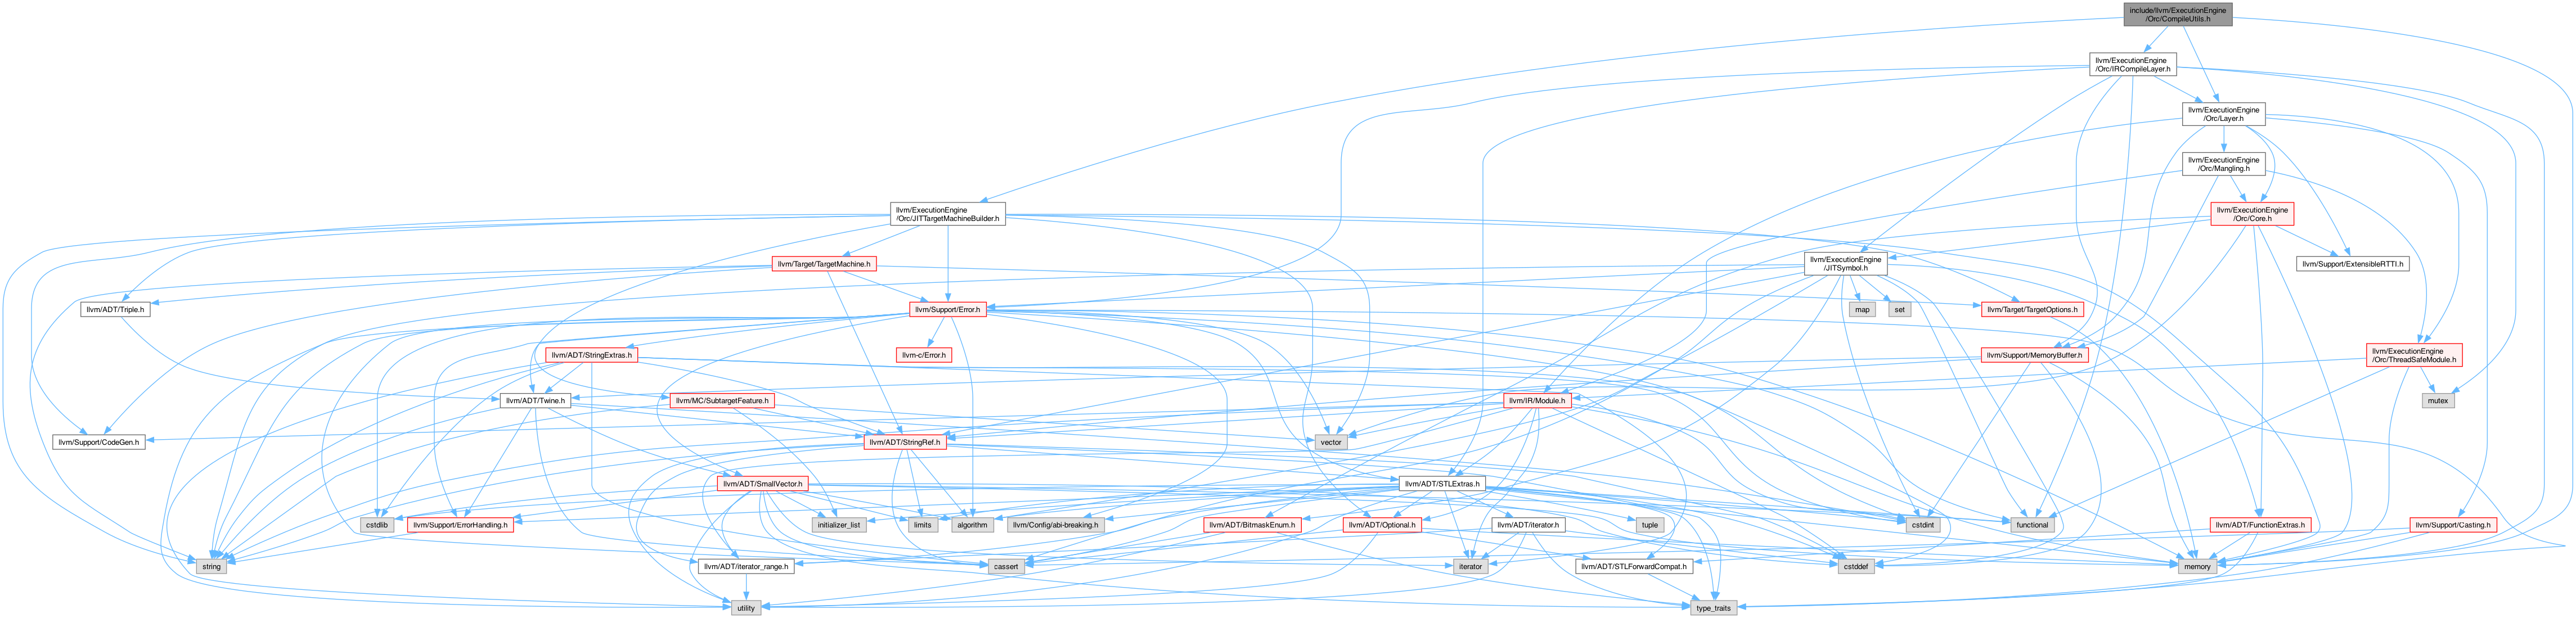 include/llvm/ExecutionEngine
/Orc/CompileUtils.h
llvm/ExecutionEngine
/Orc/IRCompileLayer.h
llvm/ExecutionEngine
/Orc/Layer.h
llvm/ExecutionEngine
/Orc/Mangling.h
llvm/ExecutionEngine
/Orc/JITTargetMachineBuilder.h
llvm/ExecutionEngine
/Orc/Core.h
llvm/Target/TargetMachine.h
llvm/ExecutionEngine
/JITSymbol.h
llvm/Support/ExtensibleRTTI.h
llvm/ADT/Triple.h
llvm/Support/Error.h
map
set
llvm/Target/TargetOptions.h
llvm/ADT/StringExtras.h
llvm-c/Error.h
llvm/Support/MemoryBuffer.h
llvm/ExecutionEngine
/Orc/ThreadSafeModule.h
llvm/ADT/Twine.h
llvm/MC/SubtargetFeature.h
llvm/IR/Module.h
mutex
llvm/Support/CodeGen.h
llvm/ADT/StringRef.h
vector
llvm/ADT/SmallVector.h
llvm/ADT/STLExtras.h
cstdlib
llvm/Support/ErrorHandling.h
initializer_list
limits
algorithm
llvm/Config/abi-breaking.h
llvm/ADT/BitmaskEnum.h
llvm/ADT/Optional.h
llvm/ADT/iterator.h
tuple
cstdint
functional
llvm/ADT/FunctionExtras.h
llvm/Support/Casting.h
string
llvm/ADT/iterator_range.h
cassert
iterator
llvm/ADT/STLForwardCompat.h
cstddef
memory
utility
type_traits